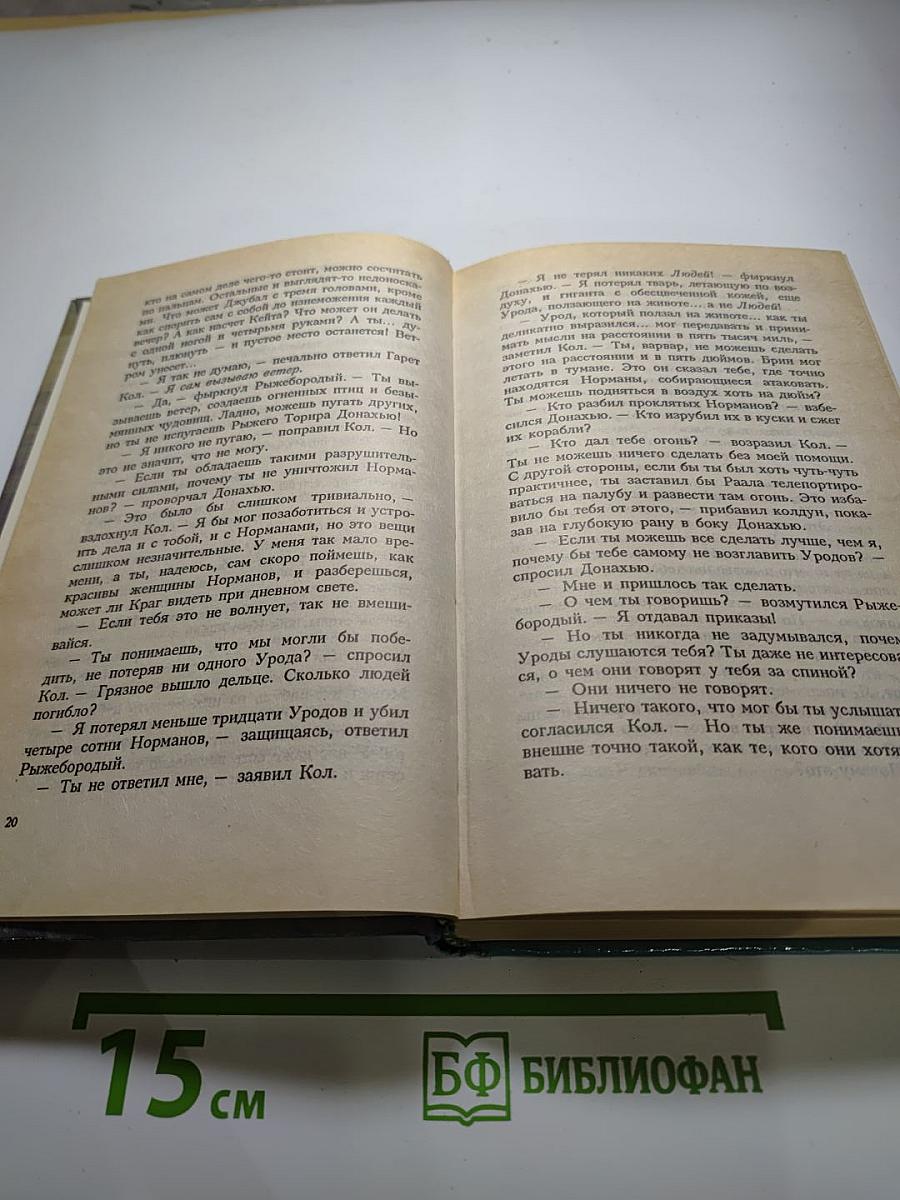 кто на самом деле чего-то стоит, можно сосчитать
по пальцам. Остальные и выглядят-то недоноска-
ми. Что может Джубал с тремя головами, кроме
как спорить сам с собой до изнеможения каждый
вечер? А как насчет Кейта? Что может он делать
с одной ногой и четырьмя руками? А ты... ду-
нуть, плюнуть — и пустое место останется! Вет-
ром унесет...
— Я так не думаю, — печально ответил Гарет
Кол. — Я сам вызываю ветер.
— Да, — фыркнул Рыжебородый. — Ты вы-
зываешь ветер, создаешь огненных птиц и безы-
мянных чудовищ. Ладно, можешь пугать других,
но ты не испугаешь Рыжего Торира Донахью!
— Я никого не пугаю, — поправил Кол. — Но
это не значит, что не могу.
— Если ты обладаешь такими разрушитель-
ными силами, почему ты не уничтожил Норма-
нов? — проворчал Донахью.
— Это было бы слишком тривиально, —
вздохнул Кол. — Я бы мог позаботиться и устро-
ить дела и с тобой, и с Норманами, но это вещи
слишком незначительные. У меня так мало вре-
мени, а ты, надеюсь, сам скоро поймешь, как
красивы женщины Норманов, и разберешься,
может ли Краг видеть при дневном свете.
— Если тебя это не волнует, так не вмеши-
вайся.
— Ты понимаешь, что мы могли бы побе-
дить, не потеряв ни одного Урода? — спросил
Кол. — Грязное вышло дельце. Сколько людей
погибло?
— Я потерял меньше тридцати Уродов и убил
четыре сотни Норманов, — защищаясь, ответил
Рыжебородый.
— Ты не ответил мне, — заявил Кол.
20
— Я не терял никаких Людей! — фыркнул
Донахью. — Я потерял тварь, летающую по воз-
духу, и гиганта с обесцвеченной кожей, еще
Урода, ползающего на животе... а не Людей!
— Урод, который ползал на животе... как ты
деликатно выразился... мог передавать и прини-
мать мысли на расстоянии в пять тысяч миль, —
заметил Кол. — Ты, варвар, не можешь сделать
этого на расстоянии и в пять дюймов. Брин мог
летать в тумане. Это он сказал тебе, где точно
находятся Норманы, собирающиеся атаковать.
Ты можешь подняться в воздух хоть на дюйм?
— Кто разбил проклятых Норманов? — взбе-
сился Донахью. — Кто изрубил их в куски и сжег
их корабли?
— Кто дал тебе огонь? — возразил Кол. —
Ты не можешь ничего сделать без моей помощи.
С другой стороны, если бы ты был хоть чуть-чуть
практичнее, ты заставил бы Раала телепортиро-
ваться на палубу и развести там огонь. Это изба-
вило бы тебя от этого, — прибавил колдун, пока-
зав на глубокую рану в боку Донахью.
— Если ты можешь все сделать лучше, чем я,
почему бы тебе самому не возглавить Уродов? —
спросил Донахью.
— Мне и пришлось так сделать.
— О чем ты говоришь? — возмутился Рыже-
бородый. — Я отдавал приказы!
— Но ты никогда не задумывался, почем
Уроды слушаются тебя? Ты даже не интересова
ся, о чем они говорят у тебя за спиной?
— Они ничего не говорят.
— Ничего такого, что мог бы ты услышат
согласился Кол. — Но ты же понимаешь
внешне точно такой, как те, кого они хотя
вать.
15 см
БФ БИБЛИОФАН